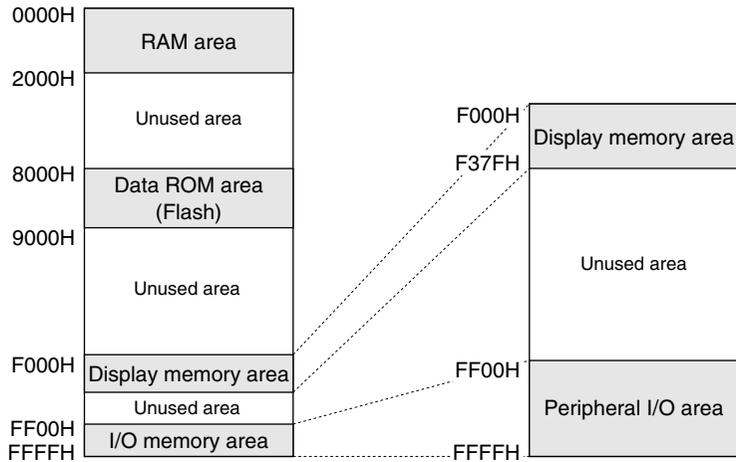 0000H
RAM area
2000H
Unused area
8000H
Data ROM area
(Flash)
9000H
Unused area
F000H
Display memory area
Unused area
FF00H
I/O memory area
FFFFH
F000H
Display memory area
F37FH
Unused area
FF00H
Peripheral I/O area
FFFFH